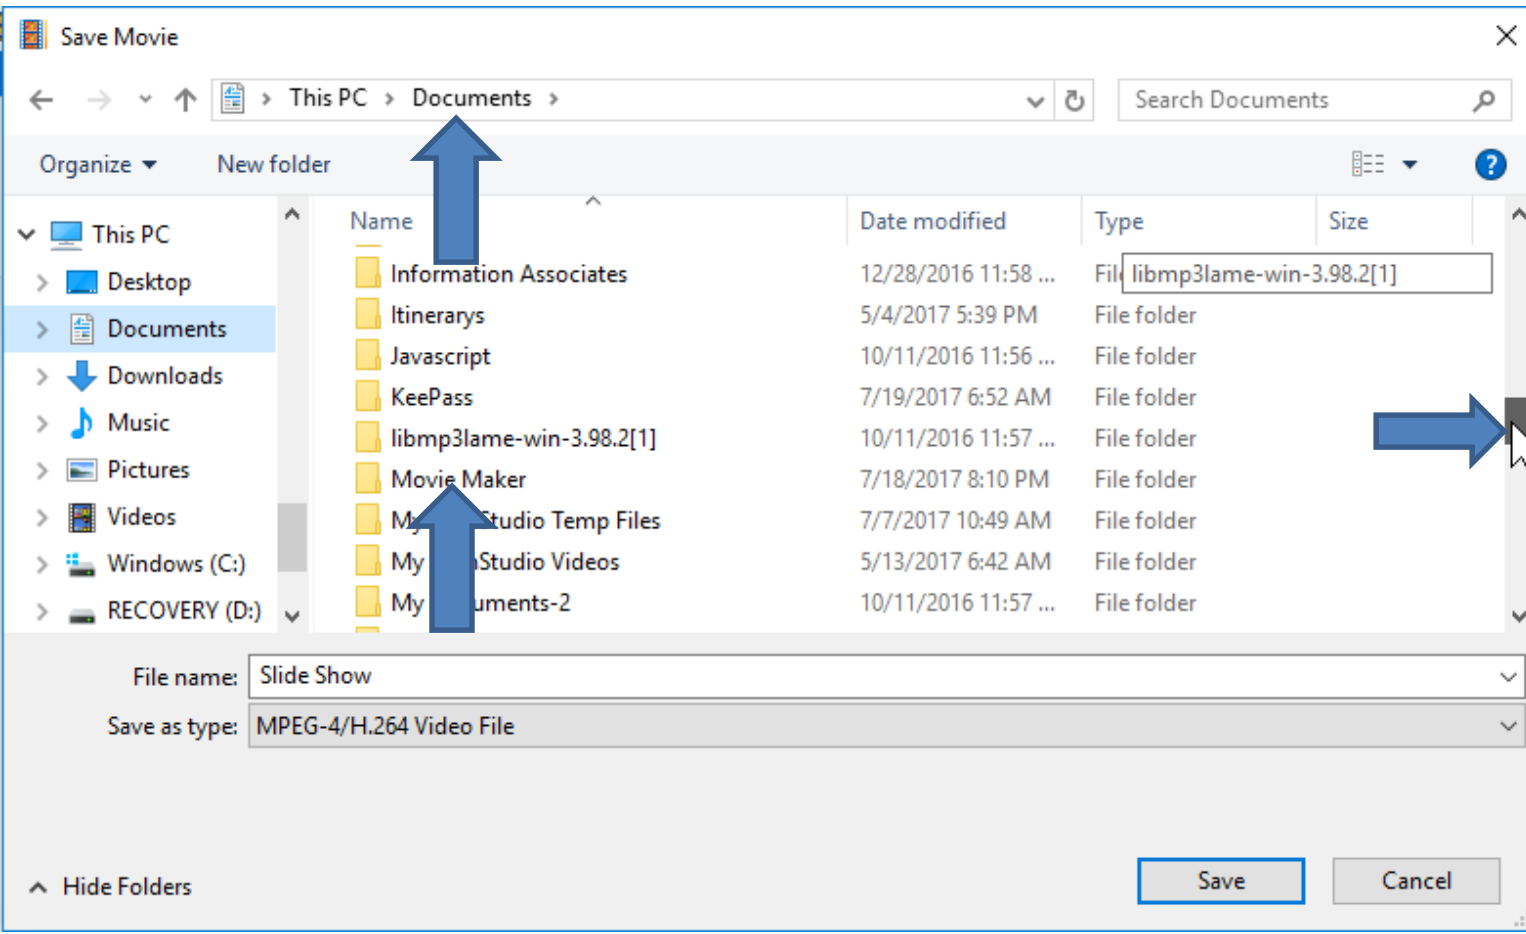 Save Movie
This PC > Documents >
Search Documents
Organize
New folder
?
Name
Date modified
Type
Size
This PC
Desktop
Documents
Downloads
Music
Pictures
Videos
Windows (C:)
RECOVERY (D:)
Information Associates 12/28/2016 11:58 ... libmp3lame-win-3.98.2[1]
Itinerarys 5/4/2017 5:39 PM File folder
Javascript 10/11/2016 11:56 ... File folder
KeePass 7/19/2017 6:52 AM File folder
libmp3lame-win-3.98.2[1] 10/11/2016 11:57 ... File folder
Movie Maker 7/18/2017 8:10 PM File folder
My Studio Temp Files 7/7/2017 10:49 AM File folder
My Studio Videos 5/13/2017 6:42 AM File folder
My uments-2 10/11/2016 11:57 ... File folder
File name: Slide Show
Save as type: MPEG-4/H.264 Video File
Hide Folders
Save
Cancel